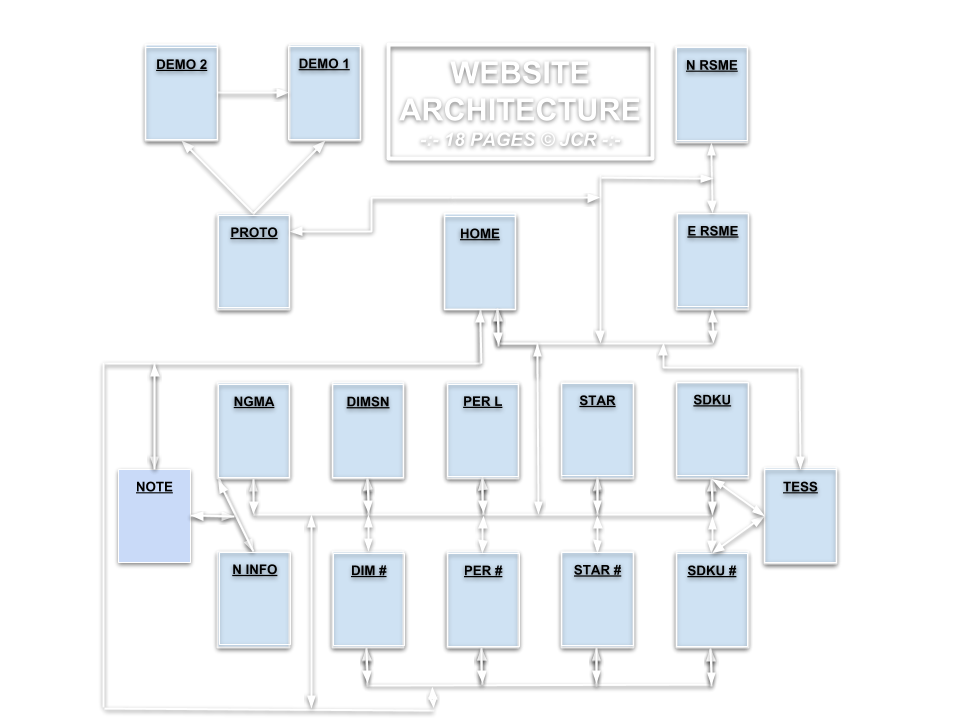 DEMO 2
DEMO 1
WEBSITE
ARCHITECTURE
-:- 18 PAGES © JCR -:-
N RSME
PROTO
HOME
E RSME
NGMA
DIMSN
PER L
STAR
SDKU
NOTE
TESS
N INFO
DIM #
PER #
STAR #
SDKU #